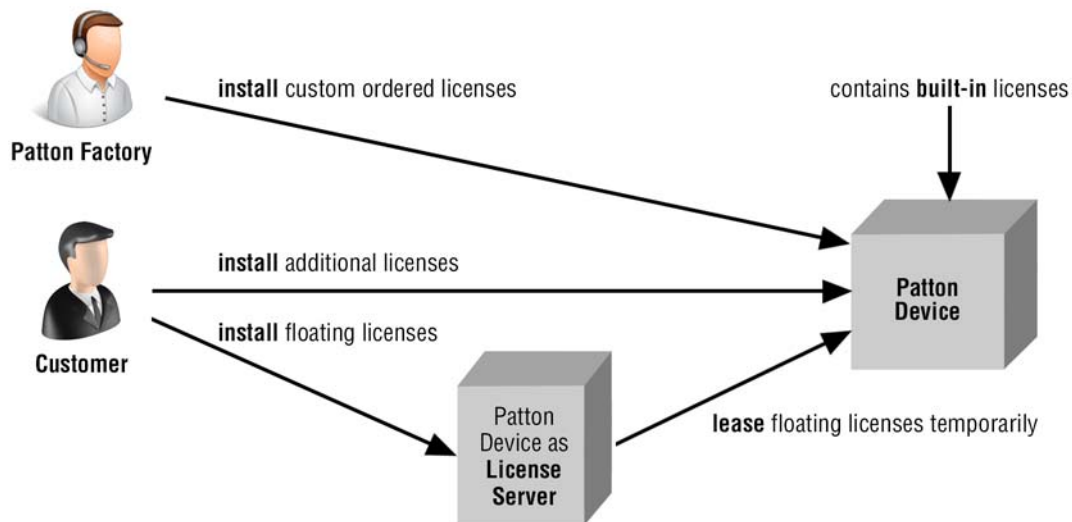 install custom ordered licenses
contains built-in licenses
Patton Factory
install additional licenses
Patton
Device
install floating licenses
Customer
Patton
Device as
License
Server
lease floating licenses temporarily